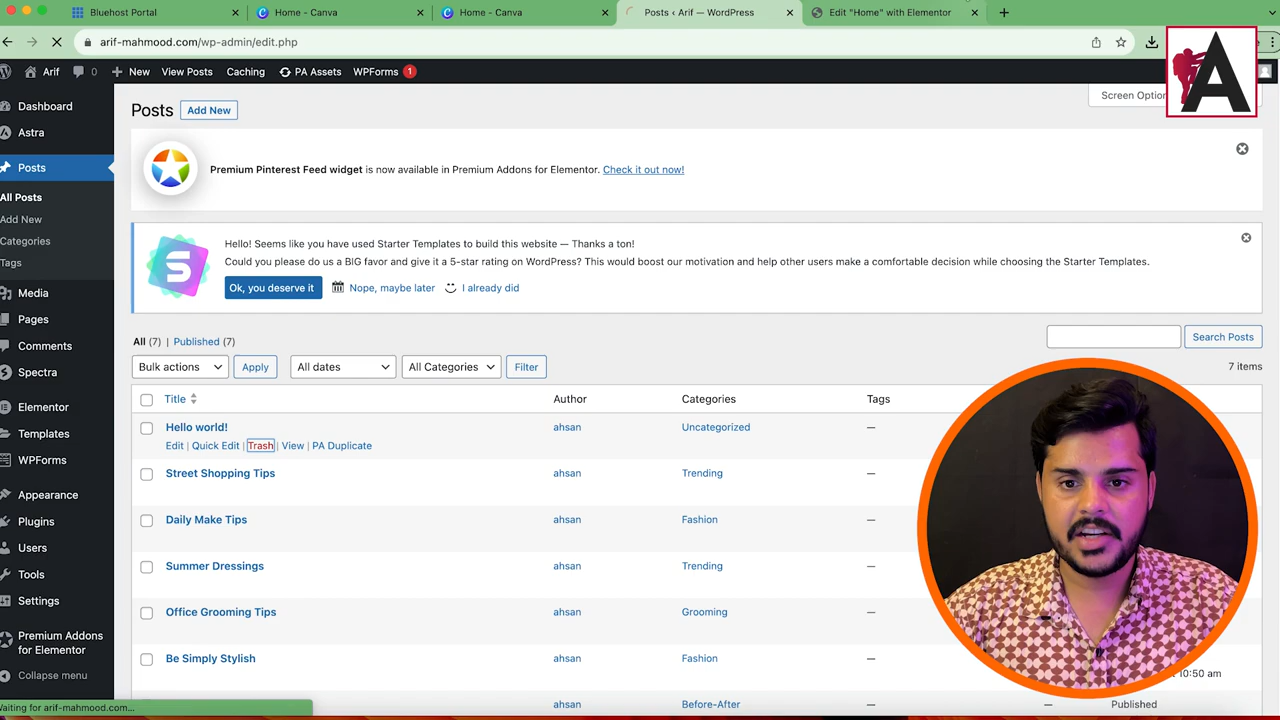 Bluehost Portal
Home - Canva
Home - Canva
Posts ‹ Arif — WordPress
Edit "Home" with Elementor
arif-mahmood.com/wp-admin/edit.php
Arif
0
New
View Posts
Caching
PA Assets
WPForms 1
A
Dashboard
Astra
Posts
All Posts
Add New
Categories
Tags
Media
Pages
Comments
Spectra
Elementor
Templates
WPForms
Appearance
Plugins
Users
Tools
Settings
Premium Addons
for Elementor
Collapse menu
Waiting for arif-mahmood.com...
Posts
Add New
Screen Option
Premium Pinterest Feed widget is now available in Premium Addons for Elementor. Check it out now!
Hello! Seems like you have used Starter Templates to build this website — Thanks a ton!
Could you please do us a BIG favor and give it a 5-star rating on WordPress? This would boost our motivation and help other users make a comfortable decision while choosing the Starter Templates.
Ok, you deserve it
Nope, maybe later
I already did
All (7) | Published (7)
Search Posts
Bulk actions
Apply
All dates
All Categories
Filter
7 items
Title
Author
Categories
Tags
Hello world!
ahsan
Uncategorized
—
Edit | Quick Edit | Trash | View | PA Duplicate
Street Shopping Tips
ahsan
Trending
—
Daily Make Tips
ahsan
Fashion
—
Summer Dressings
ahsan
Trending
—
Office Grooming Tips
ahsan
Grooming
—
Be Simply Stylish
ahsan
Fashion
—
10:50 am
ahsan
Before-After
—
Published